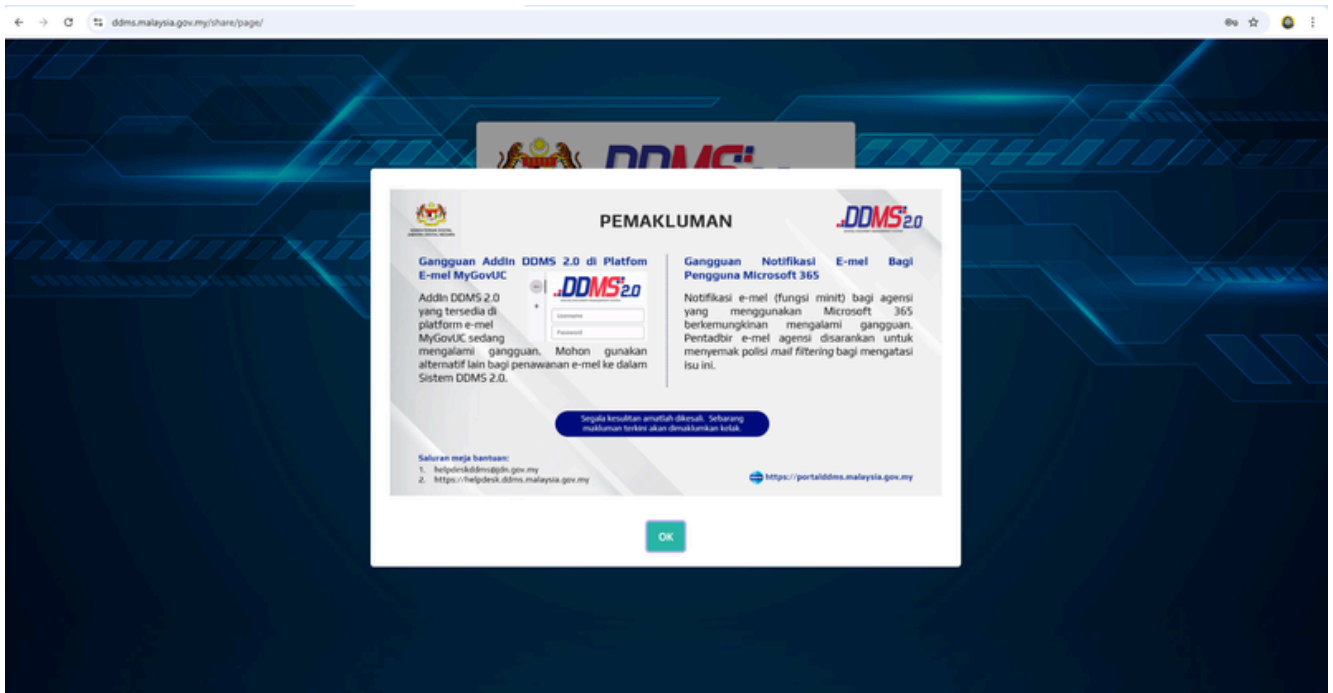 ddms.malaysia.gov.my/share/page/
DDMS
PEMAKLUMAN
DDMS 2.0
Gangguan AddIn DDMS 2.0 di Platfom
E-mel MyGovUC
AddIn DDMS 2.0
yang tersedia di
platform e-mel
MyGovUC sedang
mengalami gangguan. Mohon gunakan
alternatif lain bagi penawanan e-mel ke dalam
Sistem DDMS 2.0.
DDMS 2.0
Username
Password
Gangguan Notifikasi E-mel Bagi
Pengguna Microsoft 365
Notifikasi e-mel (fungsi minit) bagi agensi
yang menggunakan Microsoft 365
berkemungkinan mengalami gangguan.
Pentadbir e-mel agensi disarankan untuk
menyemak polisi mail filtering bagi mengatasi
isu ini.
Segala kesulitan amatlah dikesali. Sebarang
makluman terkini akan dimaklumkan kelak.
Saluran meja bantuan:
1. helpdeskddms@jdn.gov.my
2. https://helpdesk.ddms.malaysia.gov.my
https://portalddms.malaysia.gov.my
OK